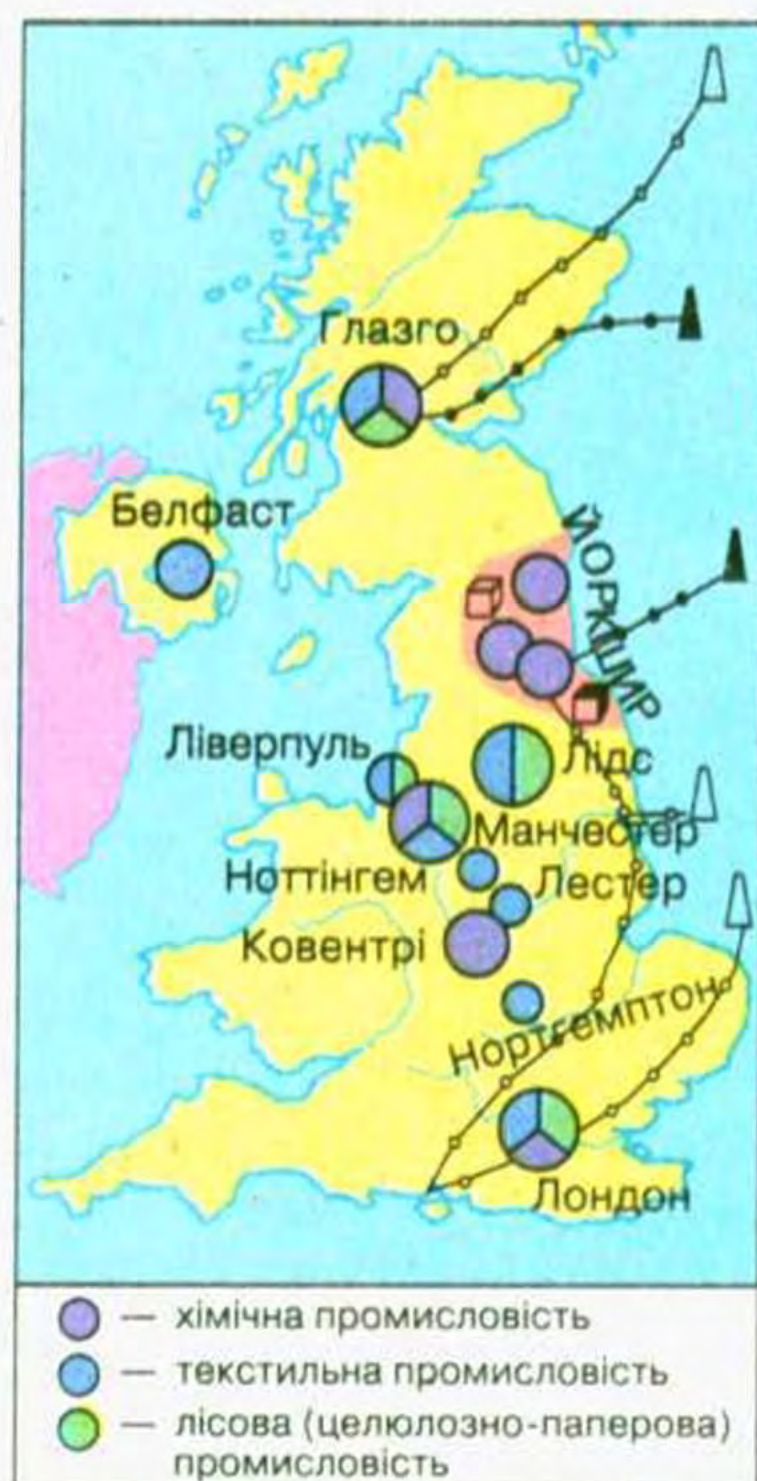 Глазго
Белфаст
ЙОРКШИР
Ліверпуль
Лідс
Манчестер
Ноттінгем
Лестер
Ковентрі
Нортгемптон
Лондон
— хімічна промисловість
— текстильна промисловість
— лісова (целюлозно-паперова)
промисловість